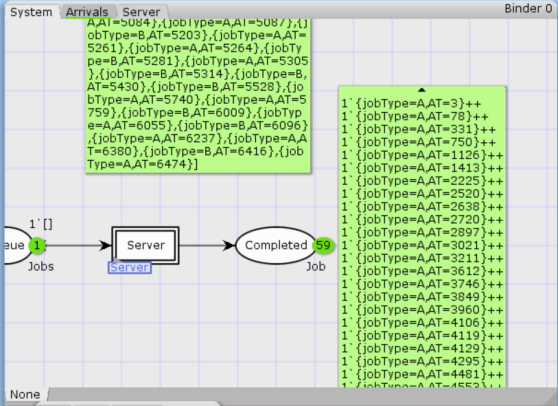 System Arrivals Server Binder 0
A,AT=5084},{jobType=A,AT=5087},{j
obType=B,AT=5203},{jobType=A,AT=
5261},{jobType=A,AT=5264},{jobTy
pe=B,AT=5281},{jobType=A,AT=5305
},{jobType=B,AT=5314},{jobType=B,
AT=5430},{jobType=B,AT=5528},{jo
bType=A,AT=5740},{jobType=A,AT=5
759},{jobType=B,AT=6009},{jobTyp
e=A,AT=6055},{jobType=B,AT=6096}
,{jobType=A,AT=6237},{jobType=A,A
T=6380},{jobType=B,AT=6416},{job
Type=A,AT=6474}]
1`[]
eue
1
Jobs
Server
Server
Completed
59
Job
1`{jobType=A,AT=3}++
1`{jobType=A,AT=78}++
1`{jobType=A,AT=331}++
1`{jobType=A,AT=750}++
1`{jobType=A,AT=1126}++
1`{jobType=A,AT=1413}++
1`{jobType=A,AT=2225}++
1`{jobType=A,AT=2520}++
1`{jobType=A,AT=2638}++
1`{jobType=A,AT=2720}++
1`{jobType=A,AT=2897}++
1`{jobType=A,AT=3021}++
1`{jobType=A,AT=3211}++
1`{jobType=A,AT=3612}++
1`{jobType=A,AT=3746}++
1`{jobType=A,AT=3849}++
1`{jobType=A,AT=3960}++
1`{jobType=A,AT=4106}++
1`{jobType=A,AT=4119}++
1`{jobType=A,AT=4129}++
1`{jobType=A,AT=4295}++
1`{jobType=A,AT=4481}++
1`{jobType=A,AT=4553}++
None